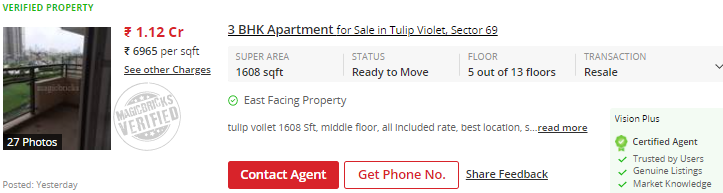 VERIFIED PROPERTY
₹ 1.12 Cr
₹ 6965 per sqft
See other Charges
MAGICBRICKS
VERIFIED
magicbricks
27 Photos
Posted: Yesterday
3 BHK Apartment for Sale in Tulip Violet, Sector 69
SUPER AREA
1608 sqft
STATUS
Ready to Move
FLOOR
5 out of 13 floors
TRANSACTION
Resale
East Facing Property
tulip voilet 1608 Sft, middle floor, all included rate, best location, s...read more
Contact Agent
Get Phone No.
Share Feedback
Vision Plus
Certified Agent
Trusted by Users
Genuine Listings
Market Knowledge